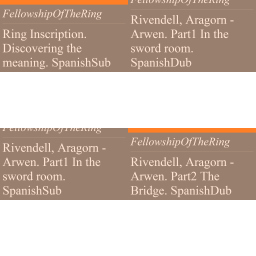 FellowshipOfTheRing
Ring Inscription.
Discovering the
meaning. SpanishSub
FellowshipOfTheRing
Rivendell, Aragorn -
Arwen. Part1 In the
sword room.
SpanishDub
FellowshipOfTheRing
Rivendell, Aragorn -
Arwen. Part1 In the
sword room.
SpanishSub
FellowshipOfTheRing
Rivendell, Aragorn -
Arwen. Part2 The
Bridge. SpanishDub